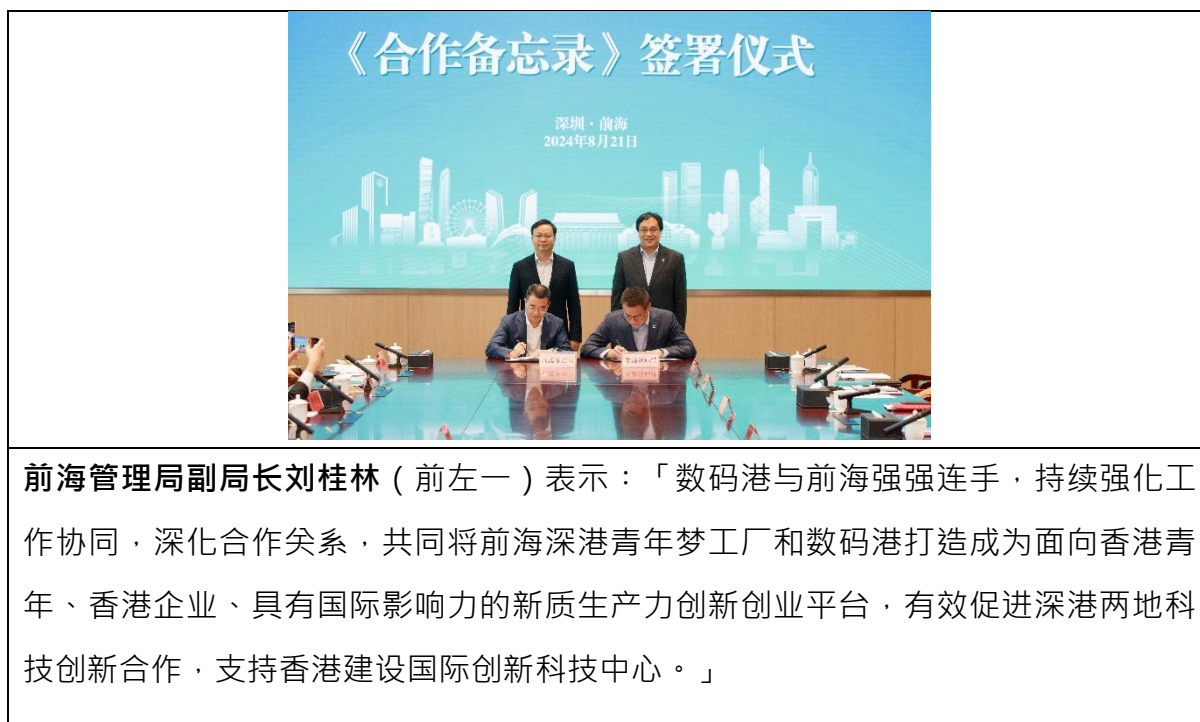 《合作备忘录》签署仪式
深圳·前海
2024年8月21日
前海管理局副局长刘桂林（前左一）表示：「数码港与前海强强连手，持续强化工
作协同，深化合作关系，共同将前海深港青年梦工厂和数码港打造成为面向香港青
年、香港企业、具有国际影响力的新质生产力创新创业平台，有效促进深港两地科
技创新合作，支持香港建设国际创新科技中心。」